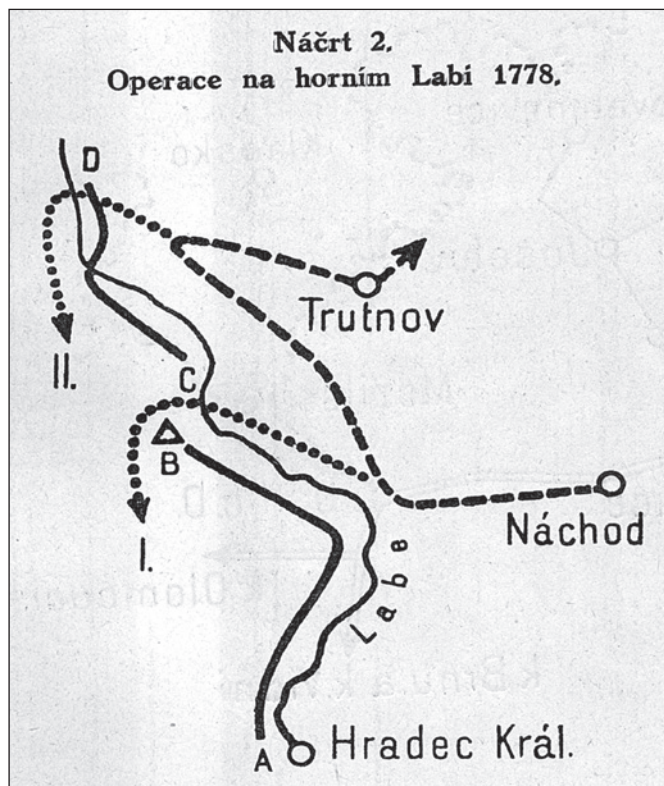 Náčrt 2.
Operace na horním Labi 1778.
D
Trutnov
II.
C
B
Náchod
I.
Labe
A
Hradec Král.